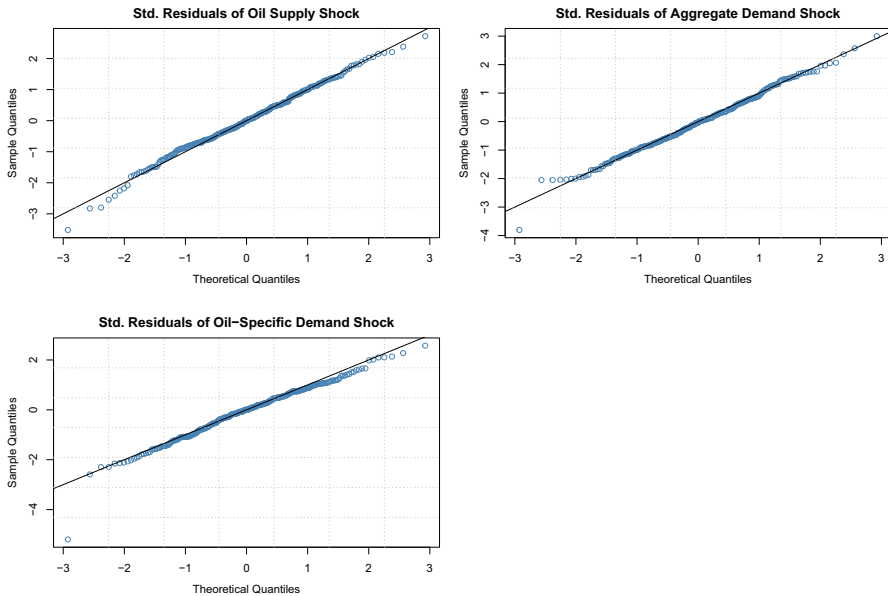 Std. Residuals of Oil Supply Shock
Sample Quantiles
2
1
0
−1
−2
−3
−3 −2 −1 0 1 2 3
Theoretical Quantiles
Std. Residuals of Aggregate Demand Shock
Sample Quantiles
3
2
1
0
−1
−2
−3
−4
−3 −2 −1 0 1 2 3
Theoretical Quantiles
Std. Residuals of Oil−Specific Demand Shock
Sample Quantiles
2
0
−2
−4
−3 −2 −1 0 1 2 3
Theoretical Quantiles